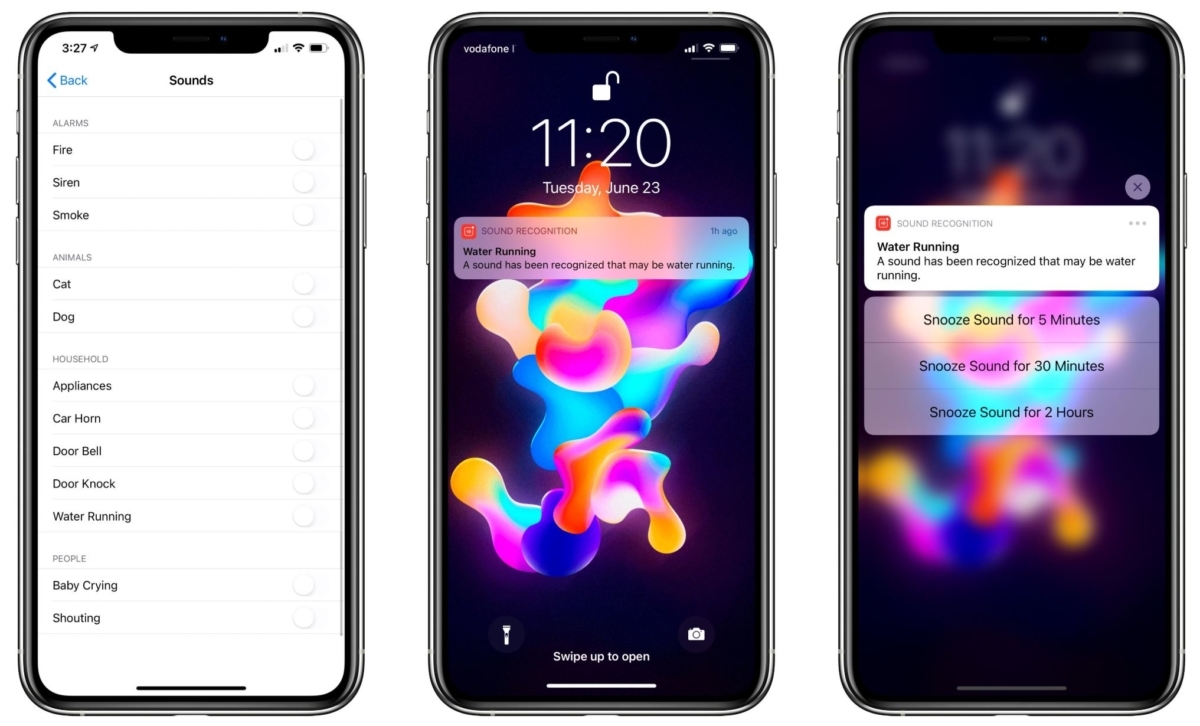 3:27
Back
Sounds
ALARMS
Fire
Siren
Smoke
ANIMALS
Cat
Dog
HOUSEHOLD
Appliances
Car Horn
Door Bell
Door Knock
Water Running
PEOPLE
Baby Crying
Shouting
vodafone I
11:20
Tuesday, June 23
SOUND RECOGNITION 1h ago
Water Running
A sound has been recognized that may be water running.
Swipe up to open
11:20
SOUND RECOGNITION
Water Running
A sound has been recognized that may be water
running.
Snooze Sound for 5 Minutes
Snooze Sound for 30 Minutes
Snooze Sound for 2 Hours